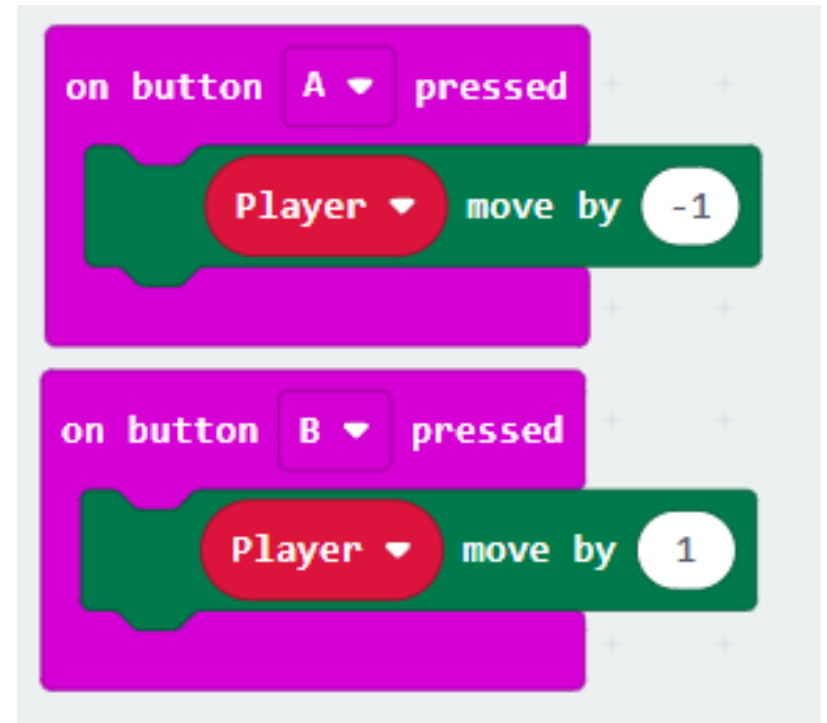 on button A pressed
Player move by -1
on button B pressed
Player move by 1